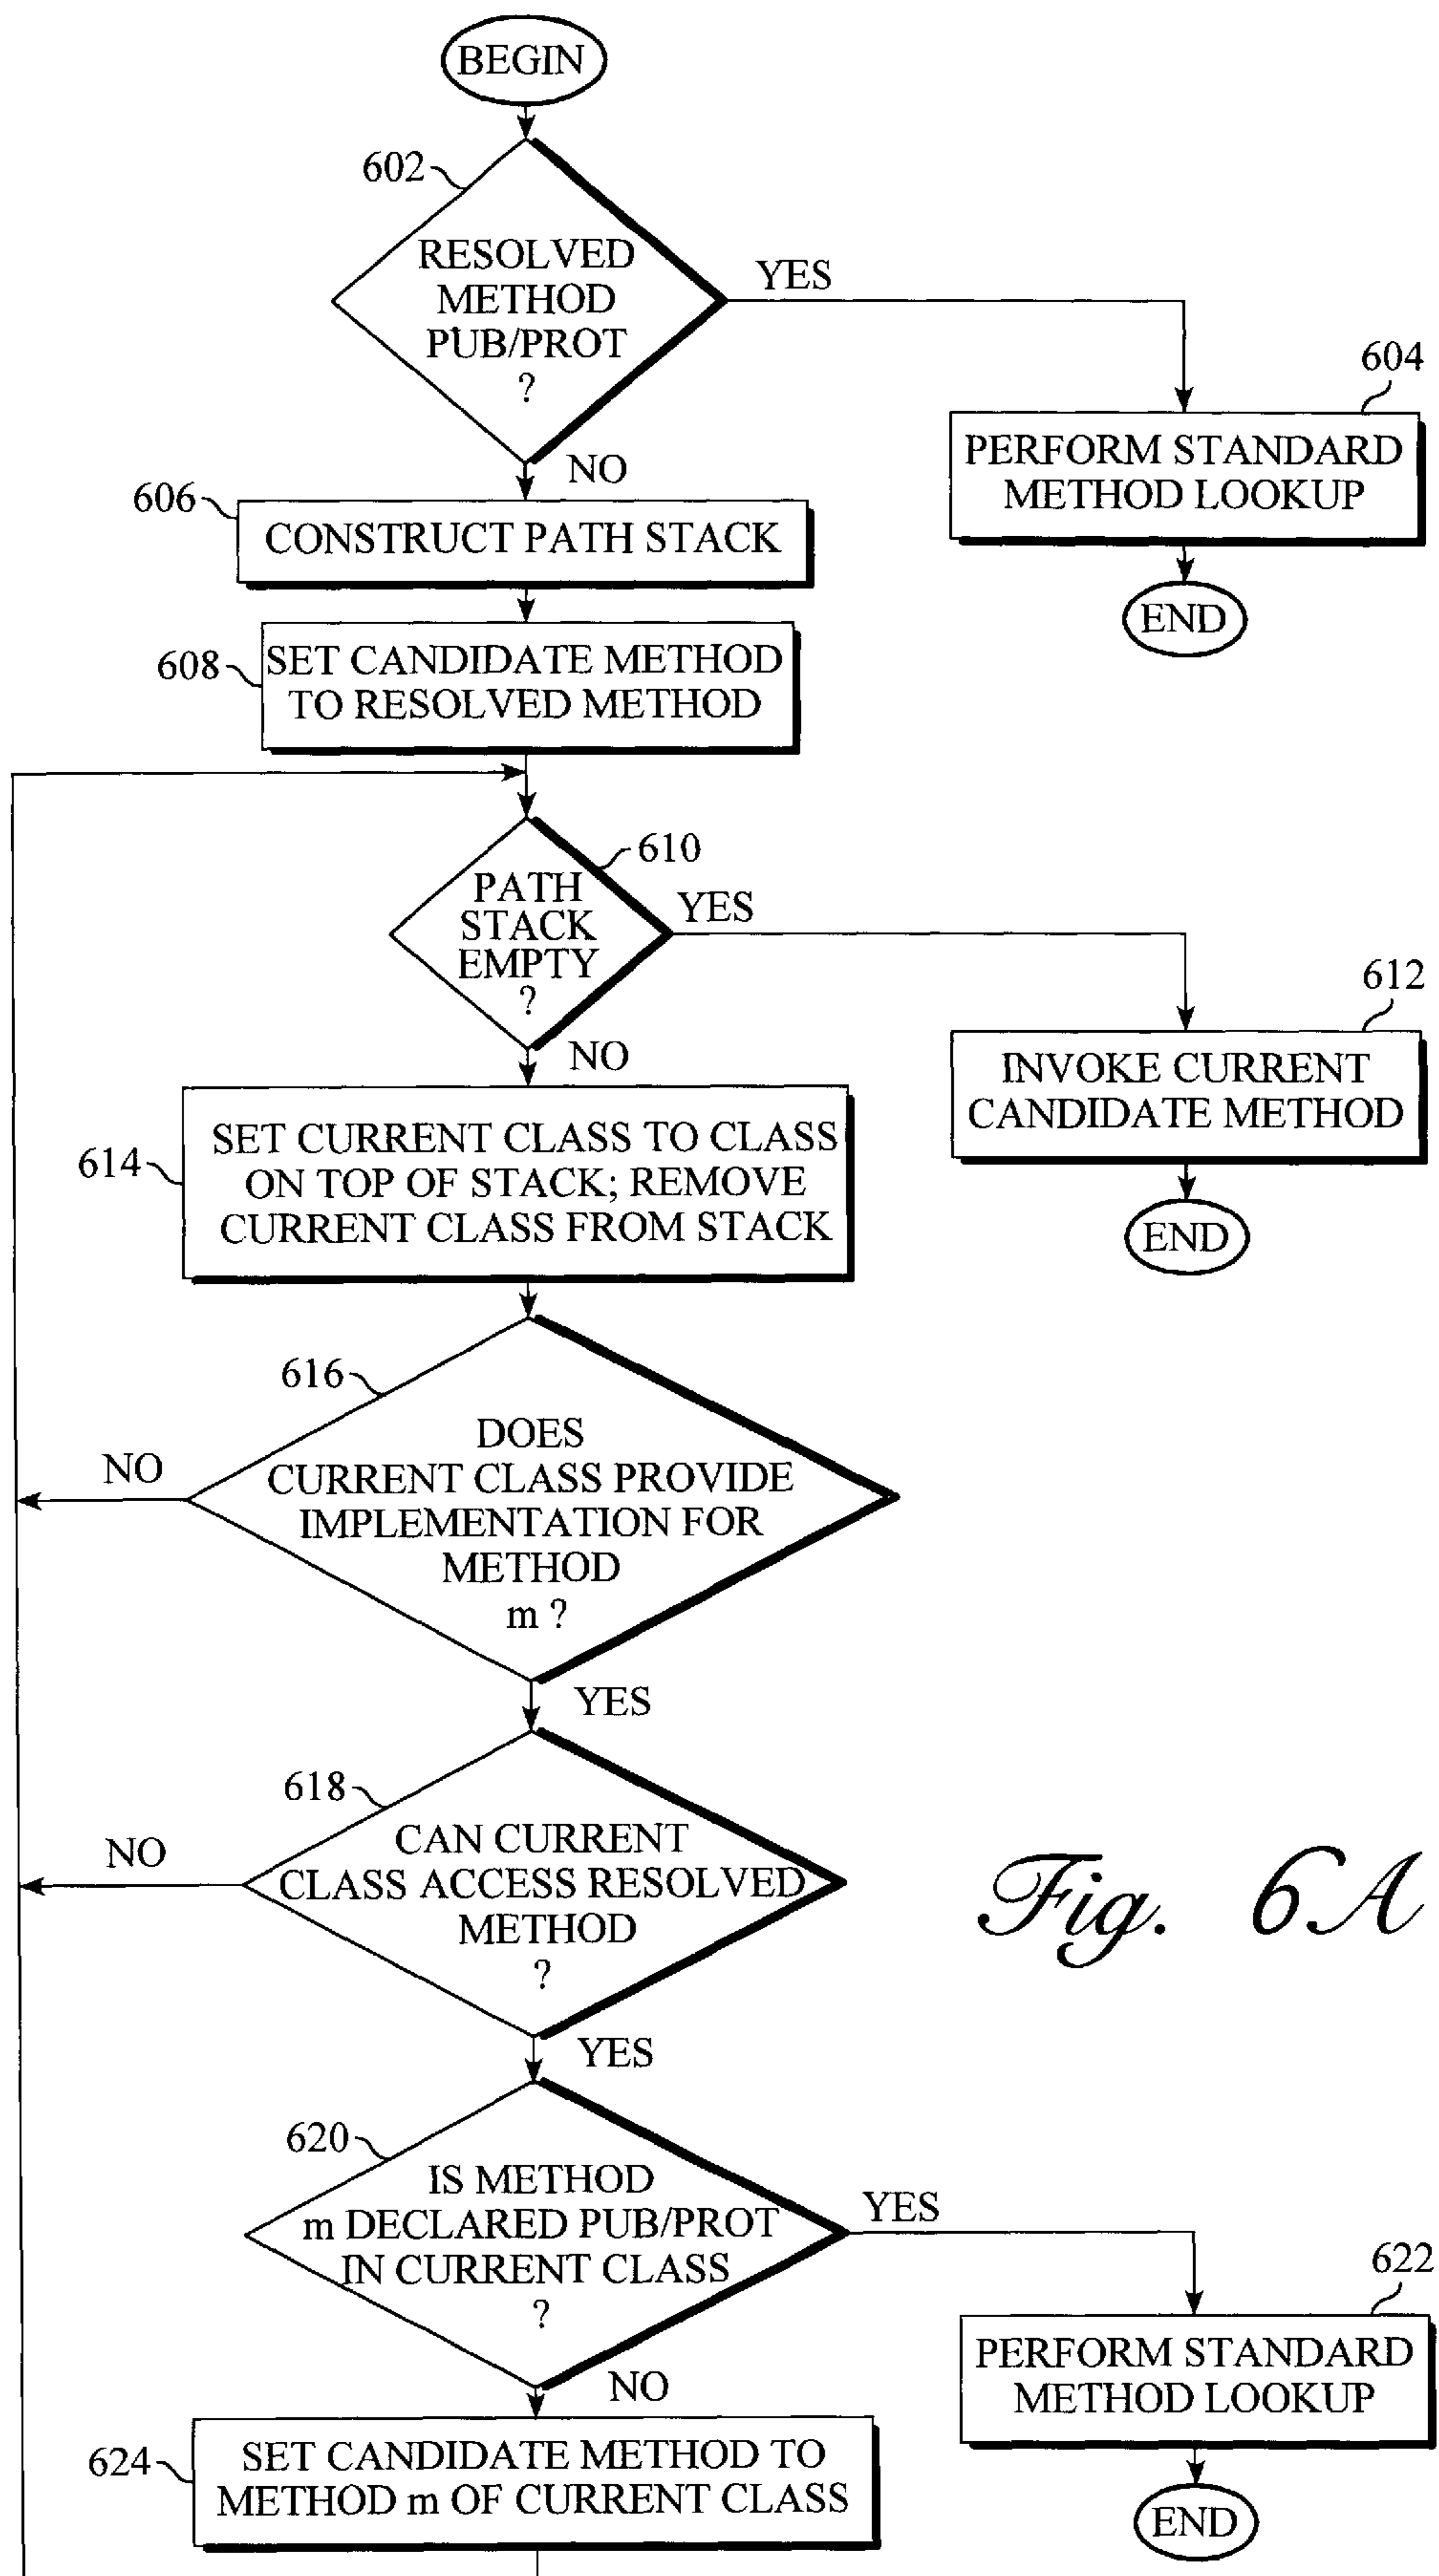 BEGIN
602
RESOLVED
METHOD
PUB/PROT
?
YES
604
PERFORM STANDARD
METHOD LOOKUP
END
NO
606
CONSTRUCT PATH STACK
608
SET CANDIDATE METHOD
TO RESOLVED METHOD
610
PATH
STACK
EMPTY
?
YES
612
INVOKE CURRENT
CANDIDATE METHOD
END
NO
614
SET CURRENT CLASS TO CLASS
ON TOP OF STACK; REMOVE
CURRENT CLASS FROM STACK
616
DOES
CURRENT CLASS PROVIDE
IMPLEMENTATION FOR
METHOD
m ?
NO
YES
618
CAN CURRENT
CLASS ACCESS RESOLVED
METHOD
?
NO
YES
Fig. 6A
620
IS METHOD
m DECLARED PUB/PROT
IN CURRENT CLASS
?
YES
622
PERFORM STANDARD
METHOD LOOKUP
END
NO
624
SET CANDIDATE METHOD TO
METHOD m OF CURRENT CLASS